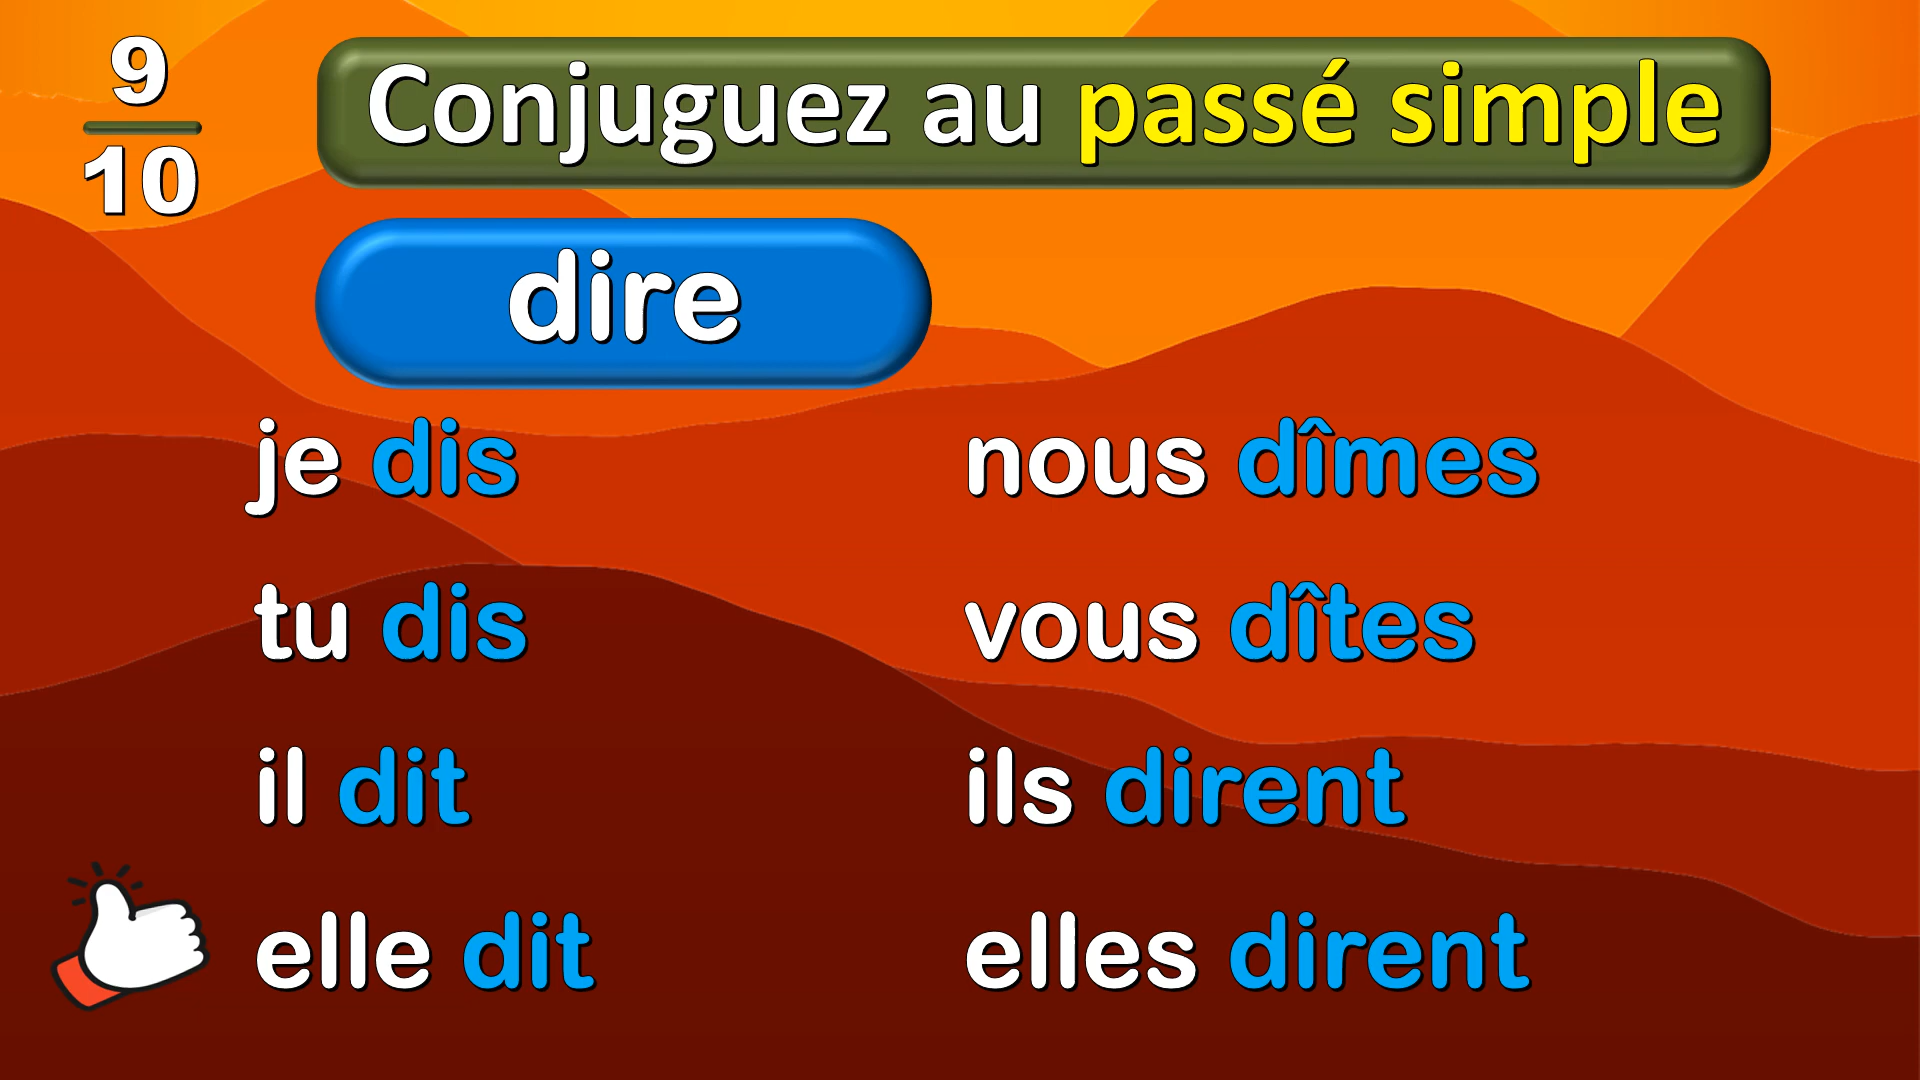 9
10
Conjuguez au passé simple
dire
je dis
tu dis
il dit
elle dit
nous dîmes
vous dîtes
ils dirent
elles dirent